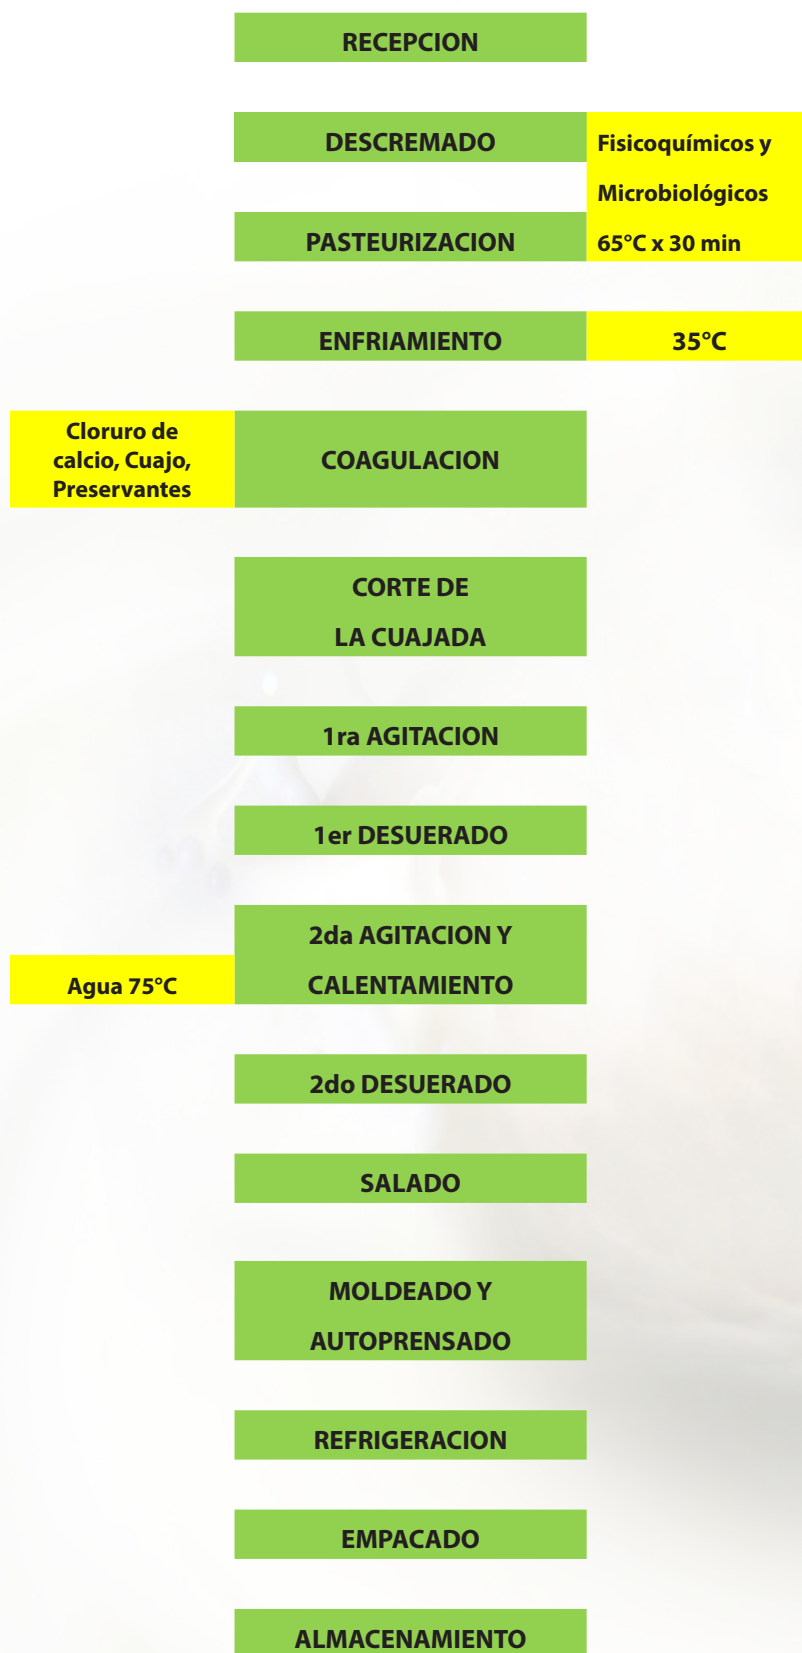 RECEPCION
DESCREMADO
Fisicoquímicos y
Microbiológicos
PASTEURIZACION
65°C x 30 min
ENFRIAMIENTO
35°C
Cloruro de
calcio, Cuajo,
Preservantes
COAGULACION
CORTE DE
LA CUAJADA
1ra AGITACION
1er DESUERADO
2da AGITACION Y
CALENTAMIENTO
Agua 75°C
2do DESUERADO
SALADO
MOLDEADO Y
AUTOPRENSADO
REFRIGERACION
EMPACADO
ALMACENAMIENTO